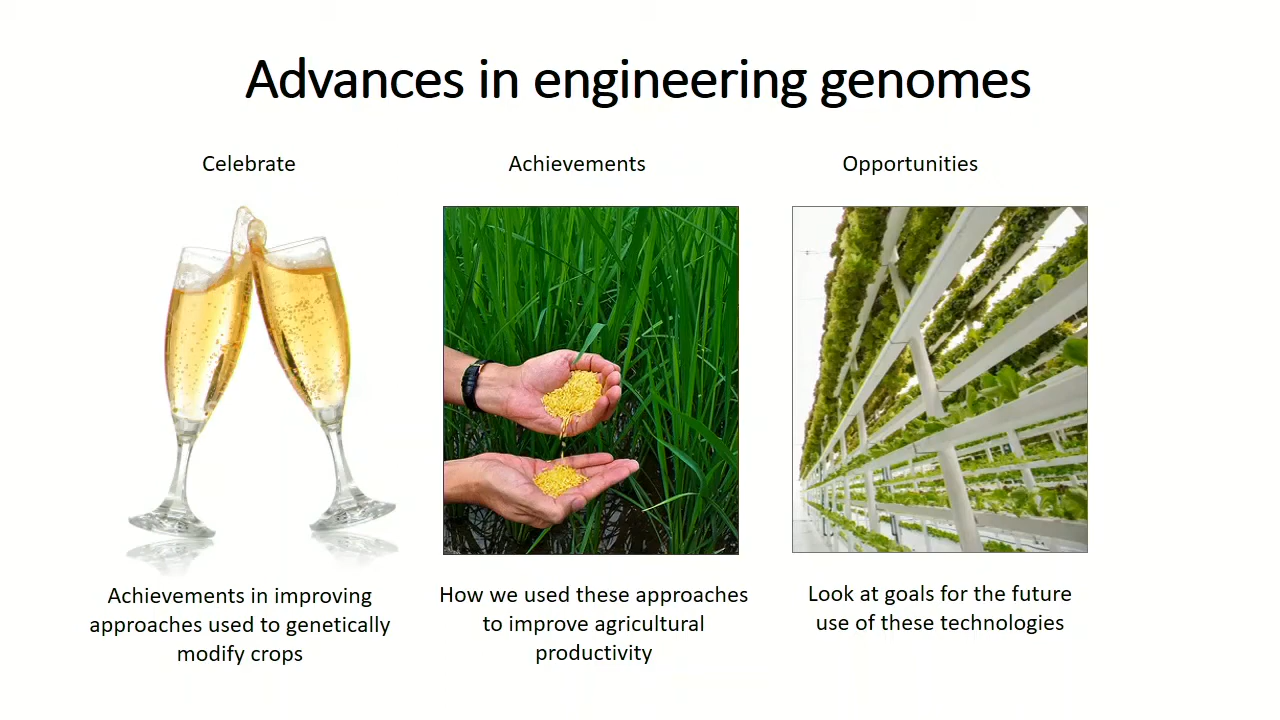 Advances in engineering genomes
Celebrate
Achievements
Opportunities
Achievements in improving
approaches used to genetically
modify crops
How we used these approaches
to improve agricultural
productivity
Look at goals for the future
use of these technologies